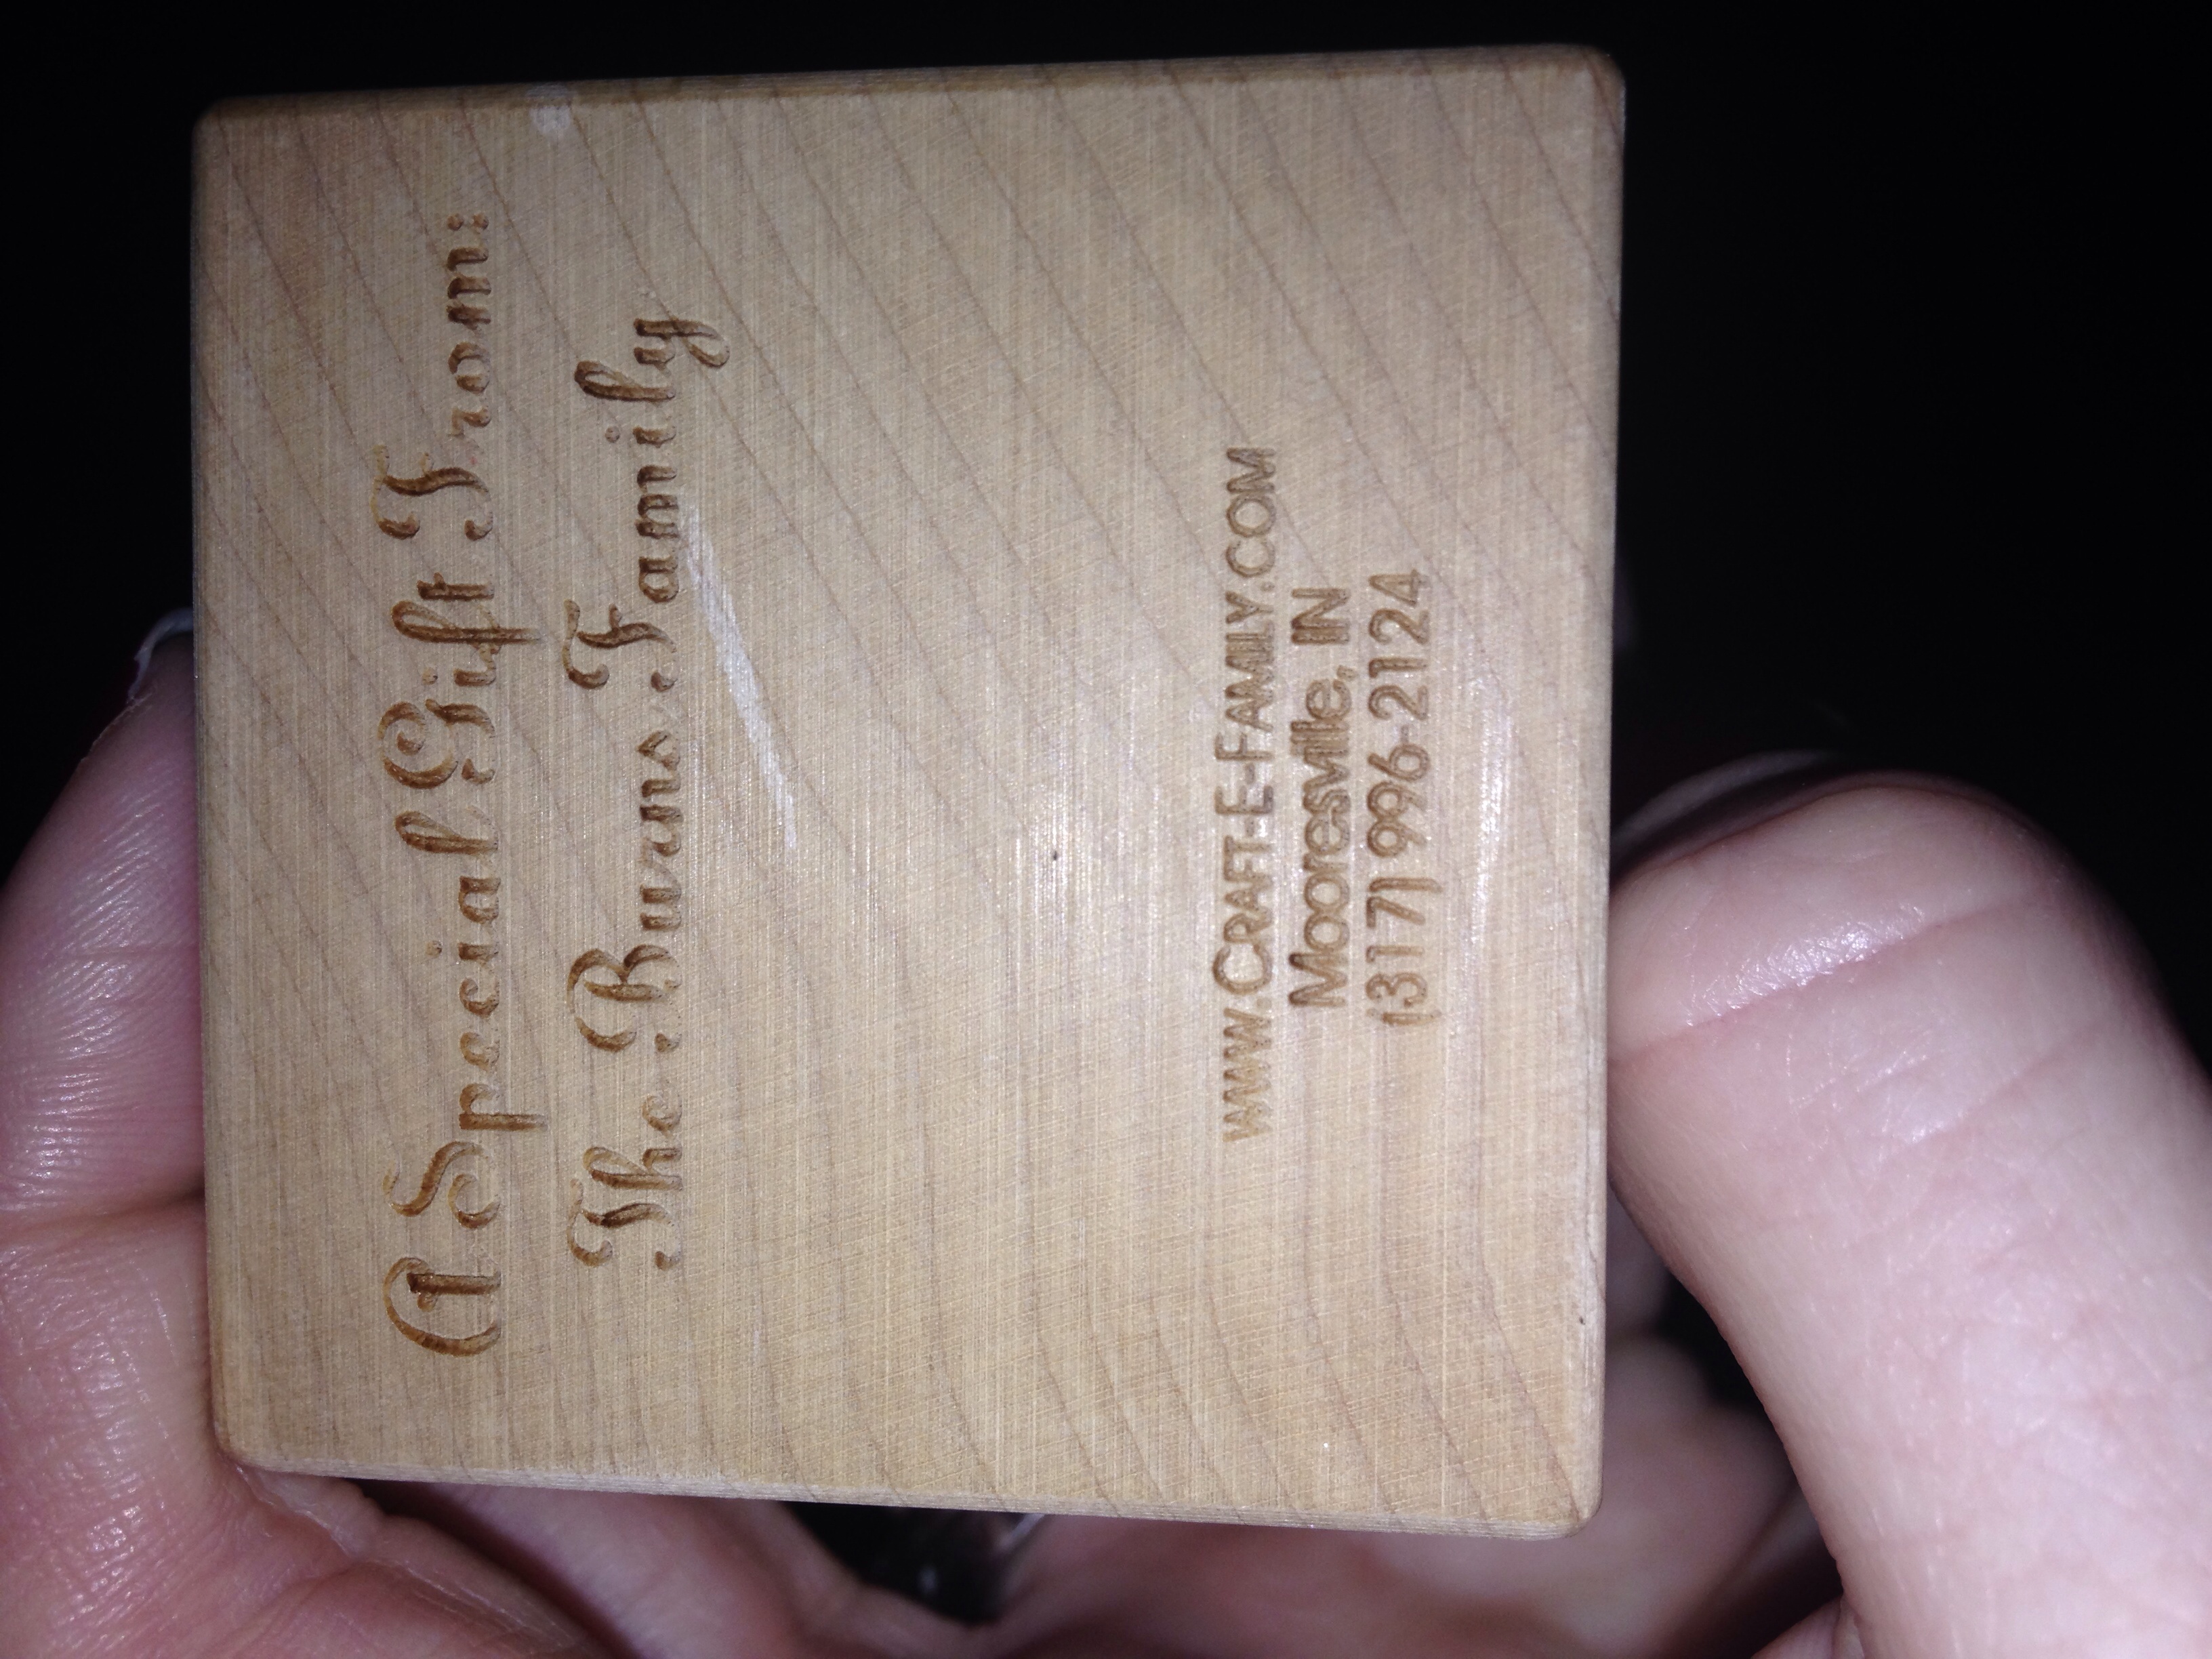 A Special Gift From:
The Burns Family
www.Craft-E-Family.com
Mooresville, IN
(317) 996-2124